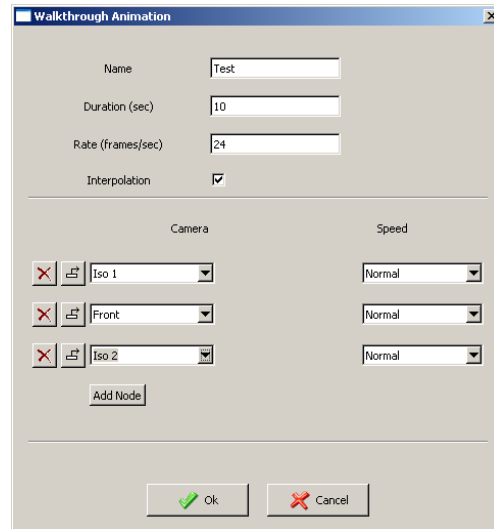 Walkthrough Animation
Name Test
Duration (sec) 10
Rate (frames/sec) 24
Interpolation
Camera Speed
Iso 1 Normal
Front Normal
Iso 2 Normal
Add Node
Ok Cancel